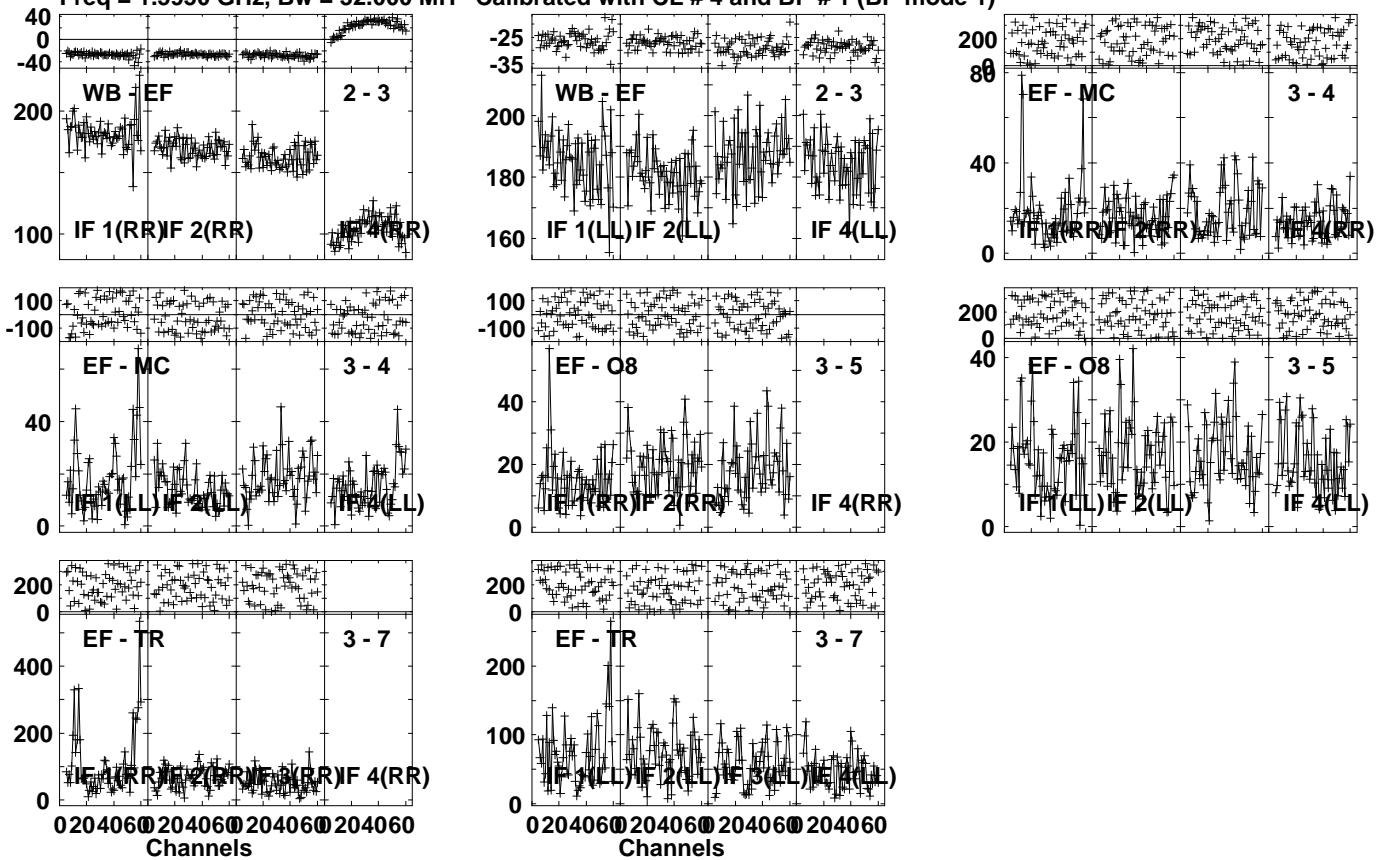 Freq = 1.5990 GHz, Bw = 32.000 MH Calibrated with CL # 4 and BP # 1 (BP mode 1)
40
0
-40
WB - EF
2 - 3
200
100
IF 1(RR)
IF 2(RR)
IF 4(RR)
-25
-35
WB - EF
2 - 3
200
180
160
IF 1(LL)
IF 2(LL)
IF 4(LL)
200
0
EF - MC
3 - 4
80
40
0
IF 1(RR)
IF 2(RR)
IF 4(RR)
100
-100
EF - MC
3 - 4
40
0
IF 1(LL)
IF 2(LL)
IF 4(LL)
100
-100
EF - O8
3 - 5
40
20
0
IF 1(RR)
IF 2(RR)
IF 4(RR)
200
0
EF - O8
3 - 5
40
20
0
IF 1(LL)
IF 2(LL)
IF 4(LL)
200
0
EF - TR
3 - 7
400
200
0
IF 1(RR)
IF 2(RR)
IF 3(RR)
IF 4(RR)
0 20 40 60 0 20 40 60 0 20 40 60 0 20 40 60
Channels
200
0
EF - TR
3 - 7
200
100
0
IF 1(LL)
IF 2(LL)
IF 3(LL)
IF 4(LL)
0 20 40 60 0 20 40 60 0 20 40 60 0 20 40 60
Channels